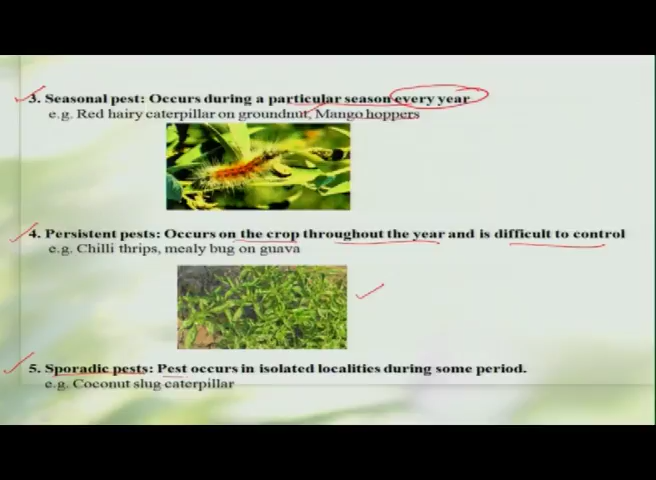 3. Seasonal pest: Occurs during a particular season every year
e.g. Red hairy caterpillar on groundnut, Mango hoppers
4. Persistent pests: Occurs on the crop throughout the year and is difficult to control
e.g. Chilli thrips, mealy bug on guava
5. Sporadic pests: Pest occurs in isolated localities during some period.
e.g. Coconut slug caterpillar